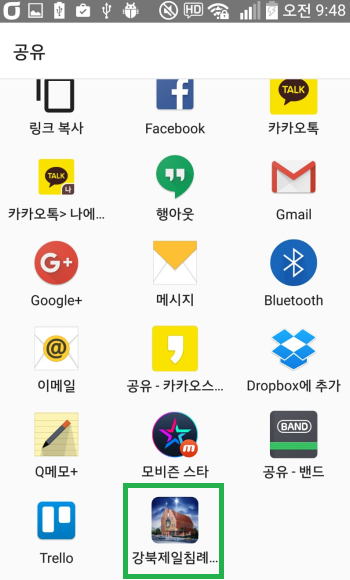 HD 오전 9:48
공유
링크 복사 Facebook 카카오톡
TALK
TALK
나
카카오톡> 나에... 행아웃 Gmail
G+
Google+ 메시지 Bluetooth
@
이메일 공유 - 카카오스... Dropbox에 추가
BAND
m
Q메모+ 모비즌 스타 공유 - 밴드
Trello 강북제일침례...